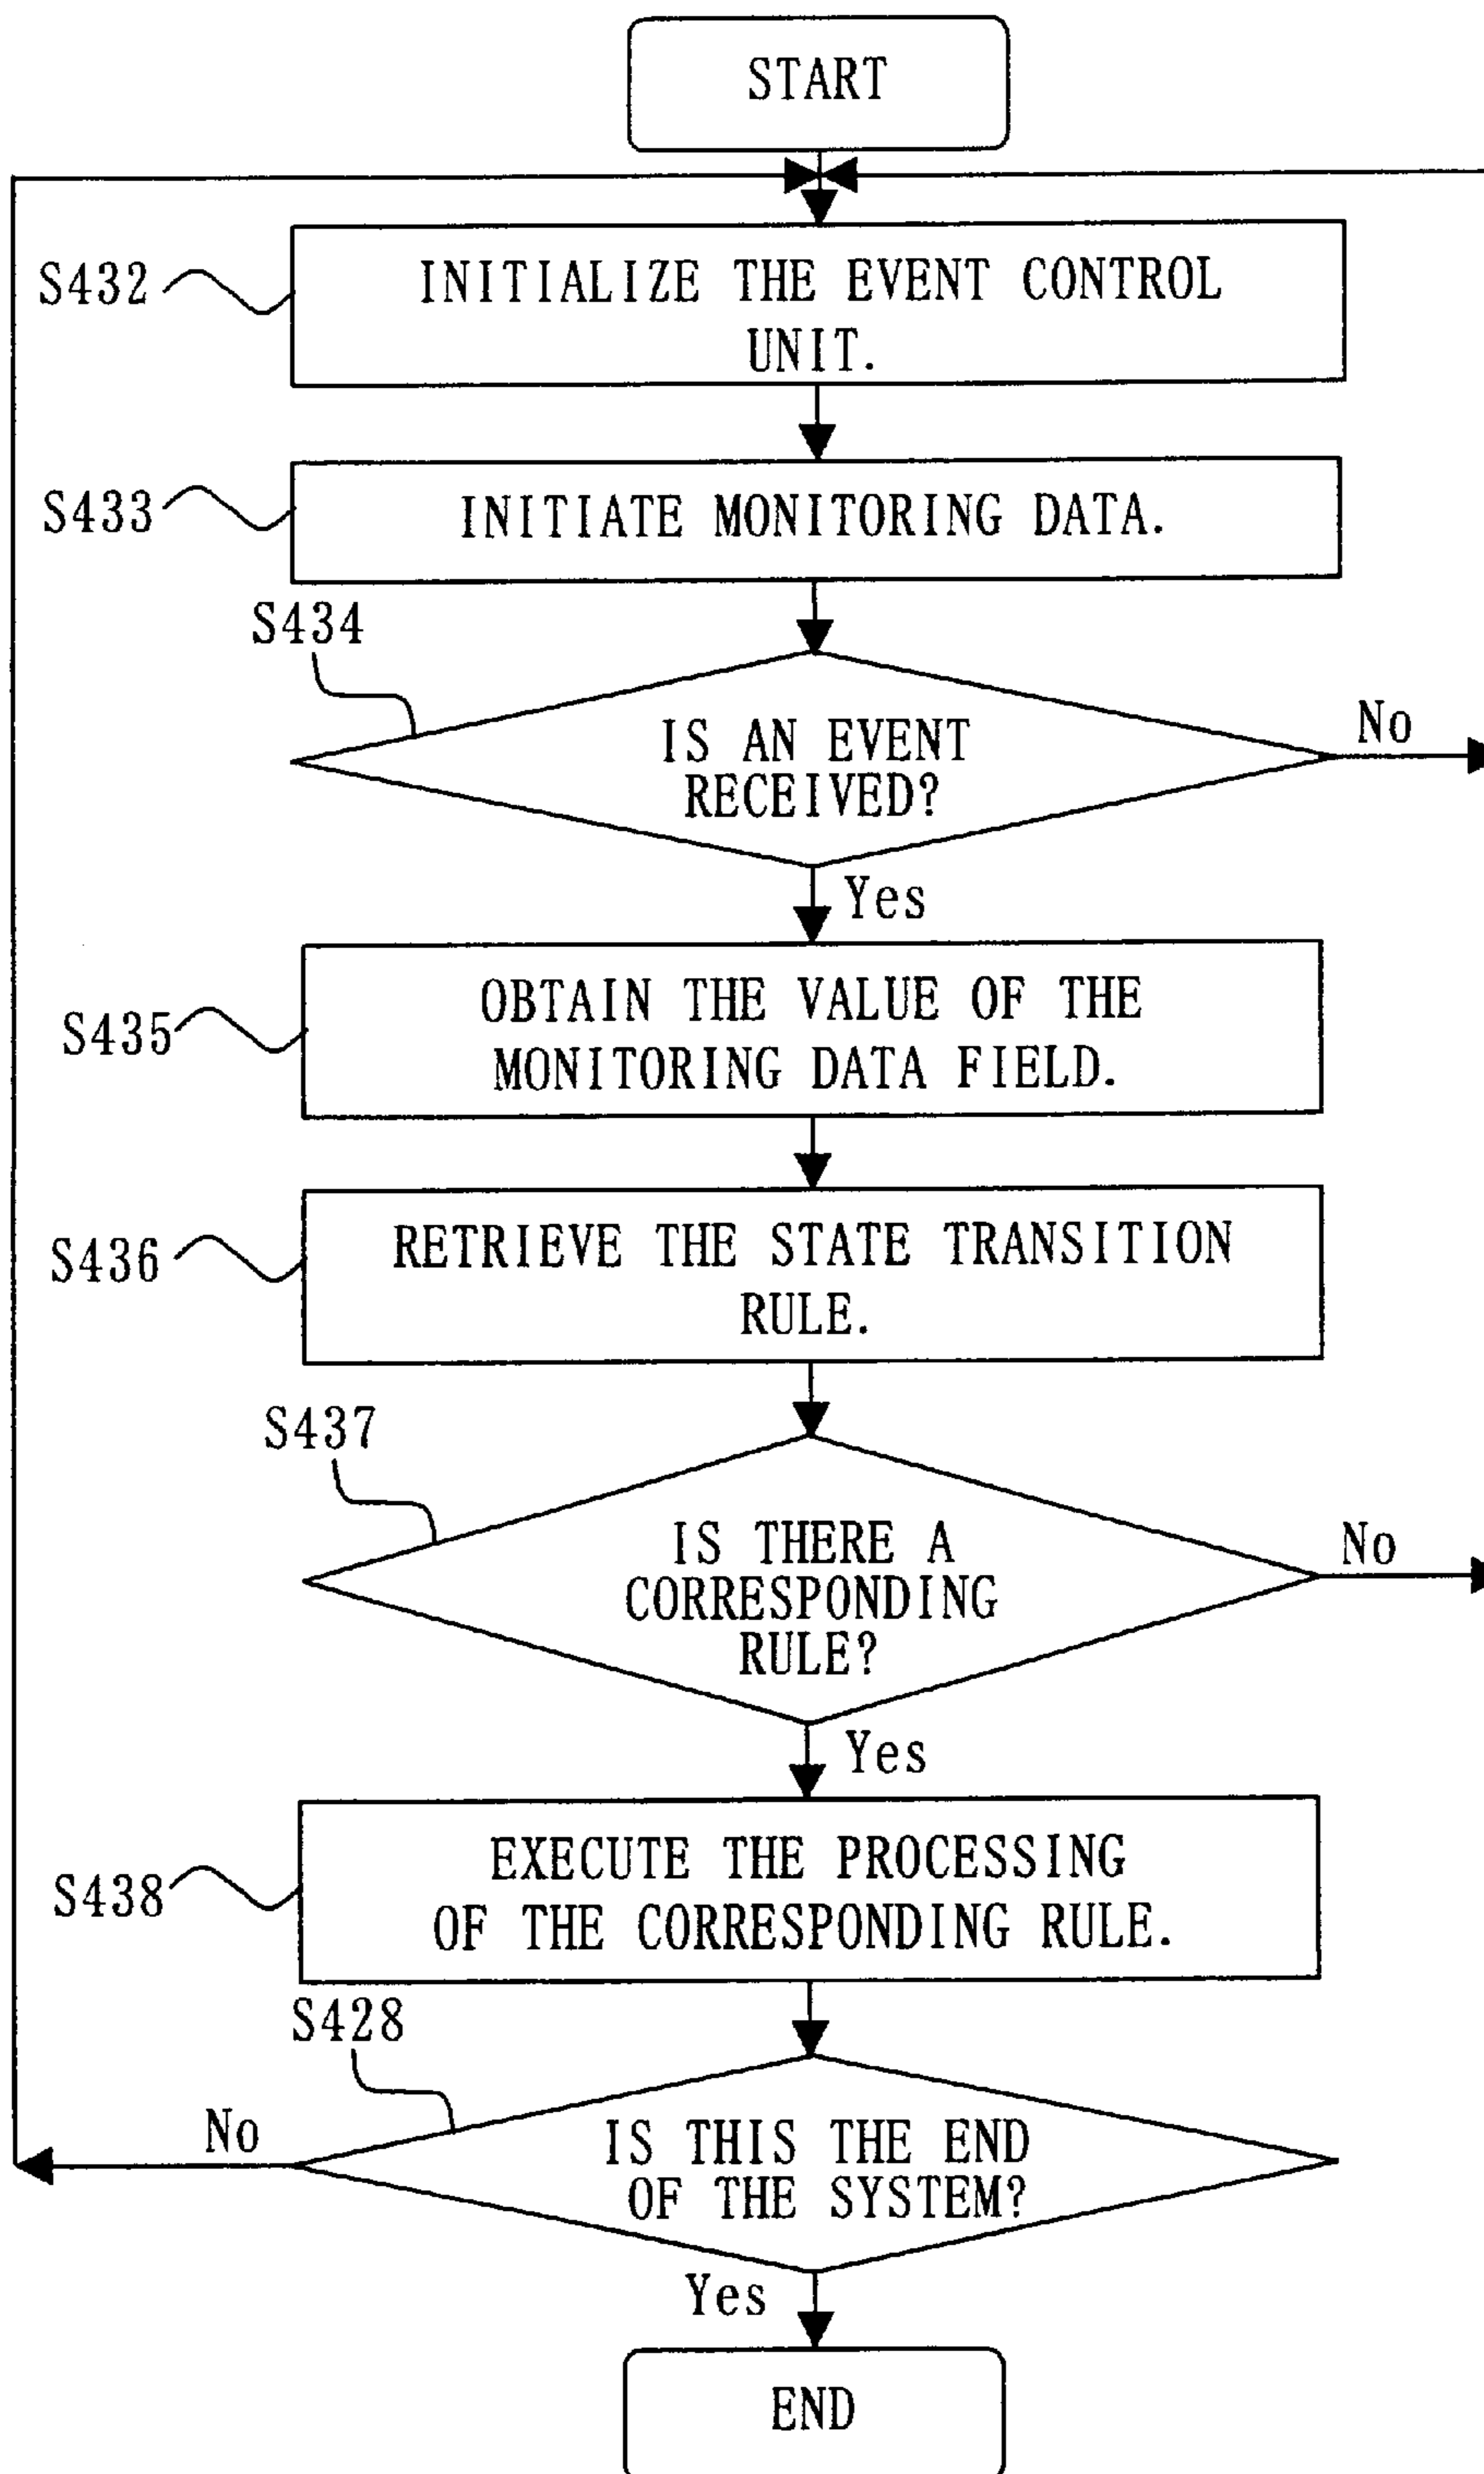 START
S432
INITIALIZE THE EVENT CONTROL
UNIT.
S433
INITIATE MONITORING DATA.
S434
IS AN EVENT
RECEIVED?
No
Yes
S435
OBTAIN THE VALUE OF THE
MONITORING DATA FIELD.
S436
RETRIEVE THE STATE TRANSITION
RULE.
S437
IS THERE A
CORRESPONDING
RULE?
No
Yes
S438
EXECUTE THE PROCESSING
OF THE CORRESPONDING RULE.
S428
No
IS THIS THE END
OF THE SYSTEM?
Yes
END